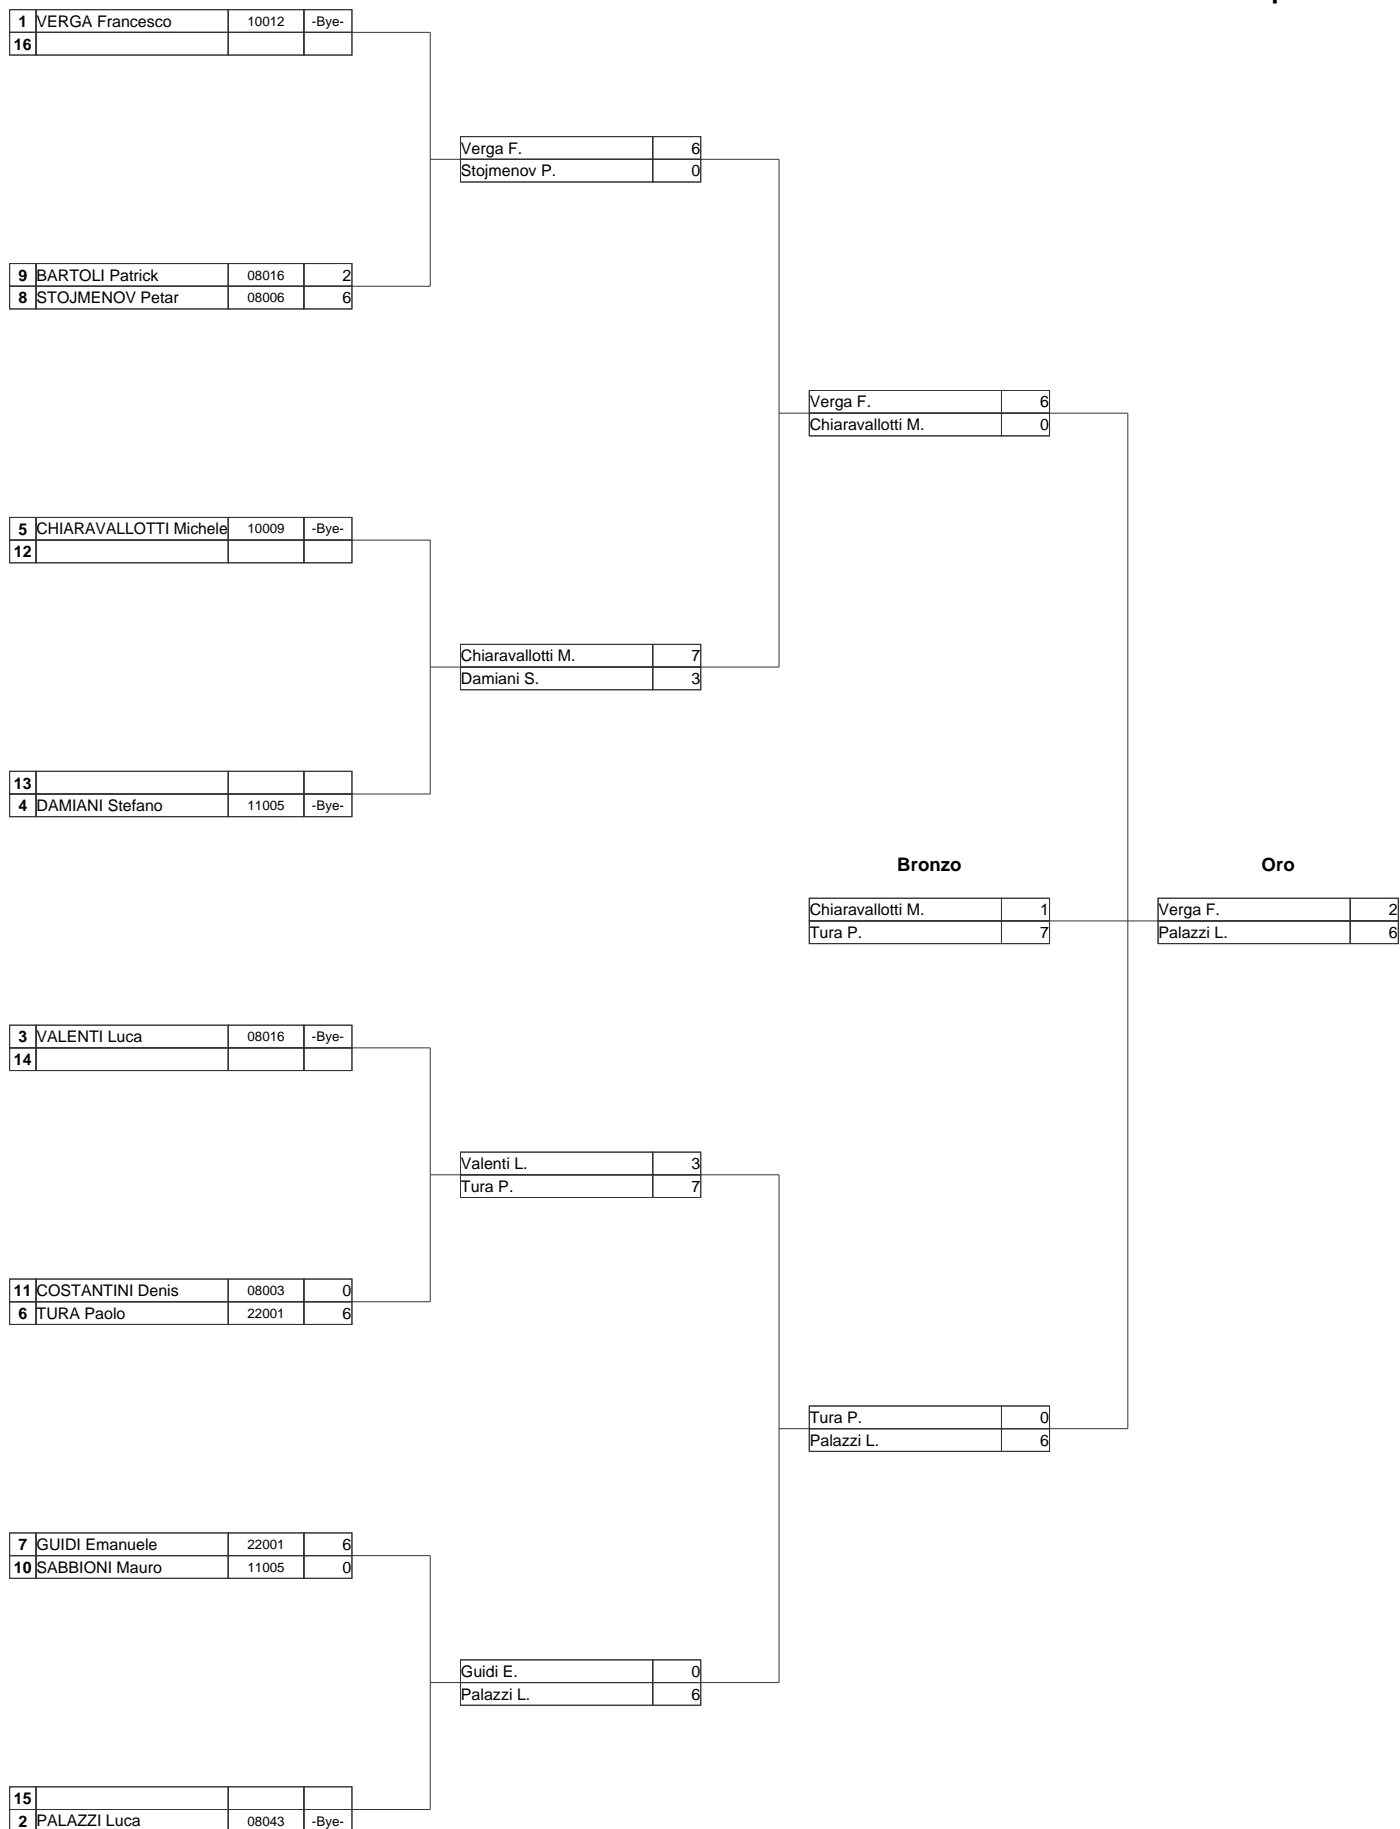 1 VERGA Francesco 10012 -Bye-
16
Verga F. 6
Stojmenov P. 0
9 BARTOLI Patrick 08016 2
8 STOJMENOV Petar 08006 6
Verga F. 6
Chiaravallotti M. 0
5 CHIARAVALLOTTI Michele 10009 -Bye-
12
Chiaravallotti M. 7
Damiani S. 3
13
4 DAMIANI Stefano 11005 -Bye-
Bronzo Oro
Chiaravallotti M. 1 Verga F. 2
Tura P. 7 Palazzi L. 6
3 VALENTI Luca 08016 -Bye-
14
Valenti L. 3
Tura P. 7
11 COSTANTINI Denis 08003 0
6 TURA Paolo 22001 6
Tura P. 0
Palazzi L. 6
7 GUIDI Emanuele 22001 6
10 SABBIONI Mauro 11005 0
Guidi E. 0
Palazzi L. 6
15
2 PALAZZI Luca 08043 -Bye-